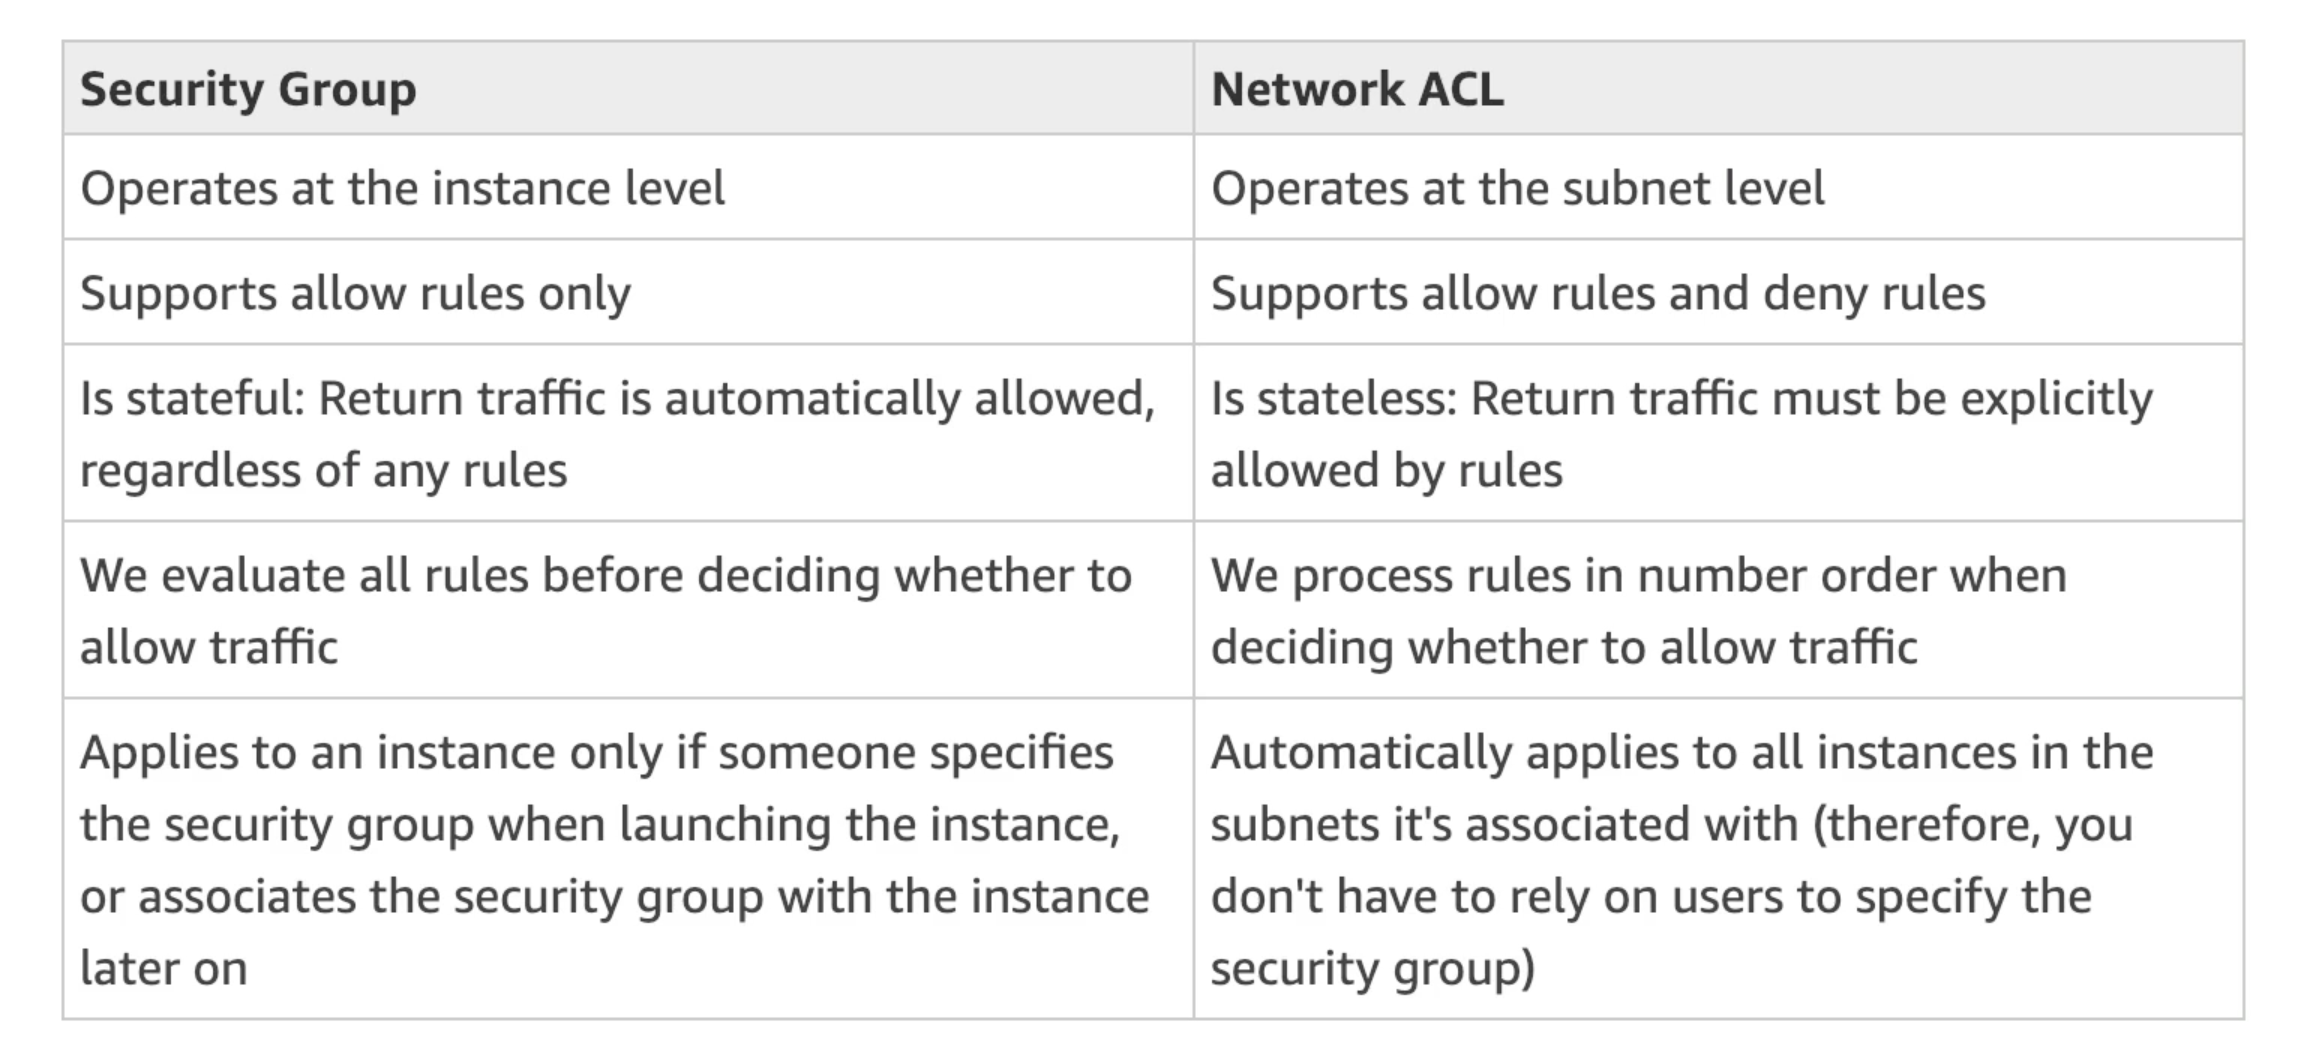 Security Group
Network ACL
Operates at the instance level
Operates at the subnet level
Supports allow rules only
Supports allow rules and deny rules
Is stateful: Return traffic is automatically allowed,
regardless of any rules
Is stateless: Return traffic must be explicitly
allowed by rules
We evaluate all rules before deciding whether to
allow traffic
We process rules in number order when
deciding whether to allow traffic
Applies to an instance only if someone specifies
the security group when launching the instance,
or associates the security group with the instance
later on
Automatically applies to all instances in the
subnets it's associated with (therefore, you
don't have to rely on users to specify the
security group)